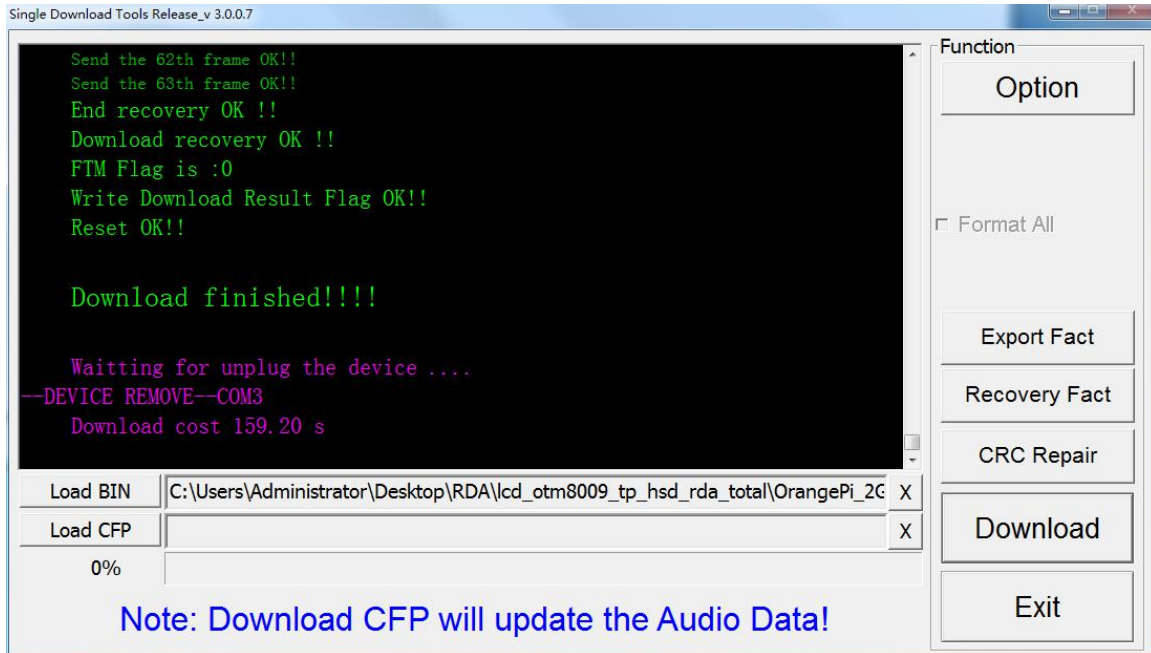 Single Download Tools Release_v 3.0.0.7
Send the 62th frame OK!!
Send the 63th frame OK!!
End recovery OK !!
Download recovery OK !!
FTM Flag is :0
Write Download Result Flag OK!!
Reset OK!!
Download finished!!!!
Waitting for unplug the device ....
--DEVICE REMOVE--COM3
Download cost 159.20 s
Load BIN C:\Users\Administrator\Desktop\RDA\lcd_otm8009_tp_hsd_rda_total\OrangePi_2G X
Load CFP X
0%
Note: Download CFP will update the Audio Data!
Function
Option
Format All
Export Fact
Recovery Fact
CRC Repair
Download
Exit